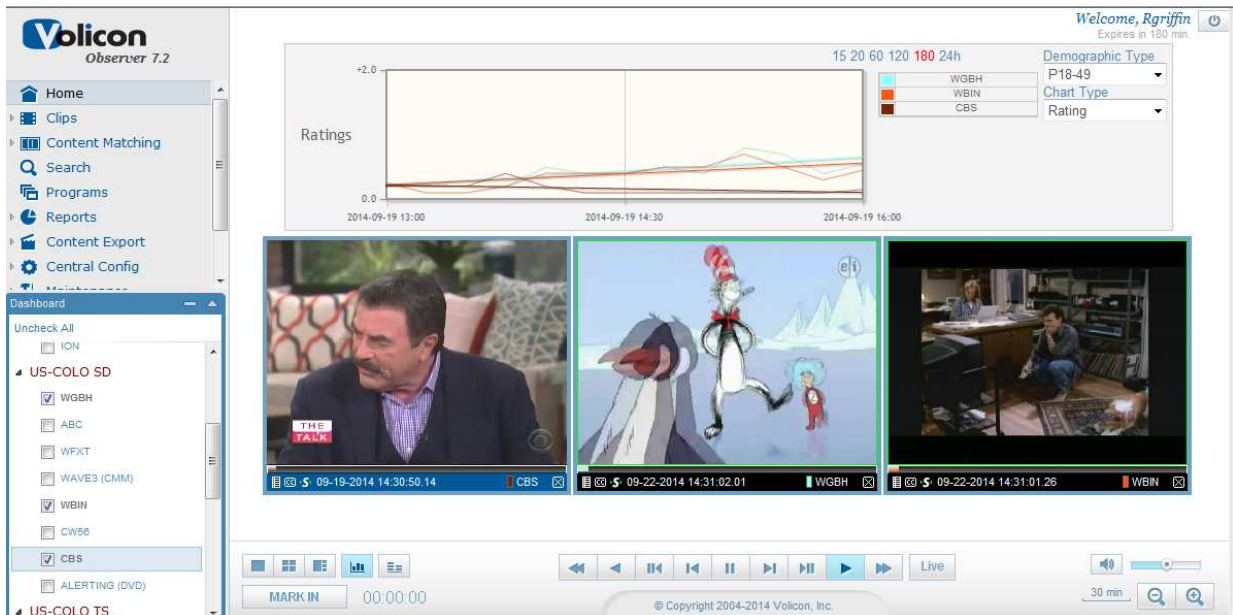 Volicon
Observer 7.2
Welcome, Rgriffin
Expires in 180 min.
Home
Clips
Content Matching
Search
Programs
Reports
Content Export
Central Config
15 20 60 120 180 24h
Demographic Type
P18-49
Chart Type
Rating
WGBH
WBIN
CBS
+2.0
Ratings
0.0
2014-09-19 13:00
2014-09-19 14:30
2014-09-19 16:00
Dashboard
Uncheck All
ION
US-COLO SD
WGBH
ABC
WFXT
WAVE3 (CMM)
WBIN
CW56
CBS
ALERTING (DVD)
US-COLO TS
THE
TALK
CC S 09-19-2014 14:30:50.14 CBS
e/i
CC S 09-22-2014 14:31:02.01 WGBH
CC S 09-22-2014 14:31:01.26 WBIN
Live
MARK IN
00:00:00
© Copyright 2004-2014 Volicon, Inc.
30 min